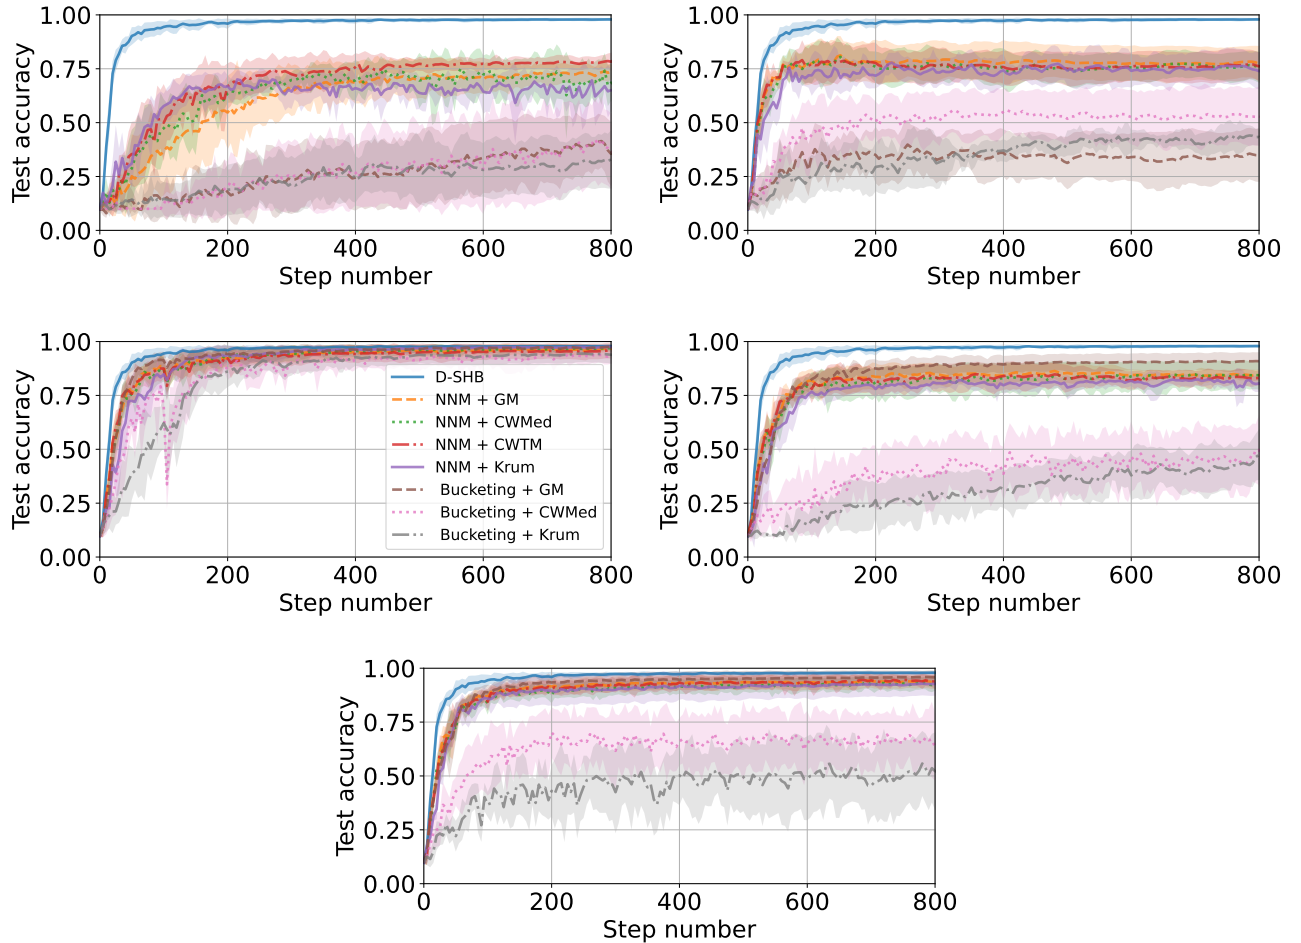 1.00
0.75
0.50
0.25
0.00
Test accuracy
0 200 400 600 800
Step number
1.00
0.75
0.50
0.25
0.00
Test accuracy
0 200 400 600 800
Step number
1.00
0.75
0.50
0.25
0.00
Test accuracy
D-SHB
NNM + GM
NNM + CWMed
NNM + CWTM
NNM + Krum
Bucketing + GM
Bucketing + CWMed
Bucketing + Krum
0 200 400 600 800
Step number
1.00
0.75
0.50
0.25
0.00
Test accuracy
0 200 400 600 800
Step number
1.00
0.75
0.50
0.25
0.00
Test accuracy
0 200 400 600 800
Step number